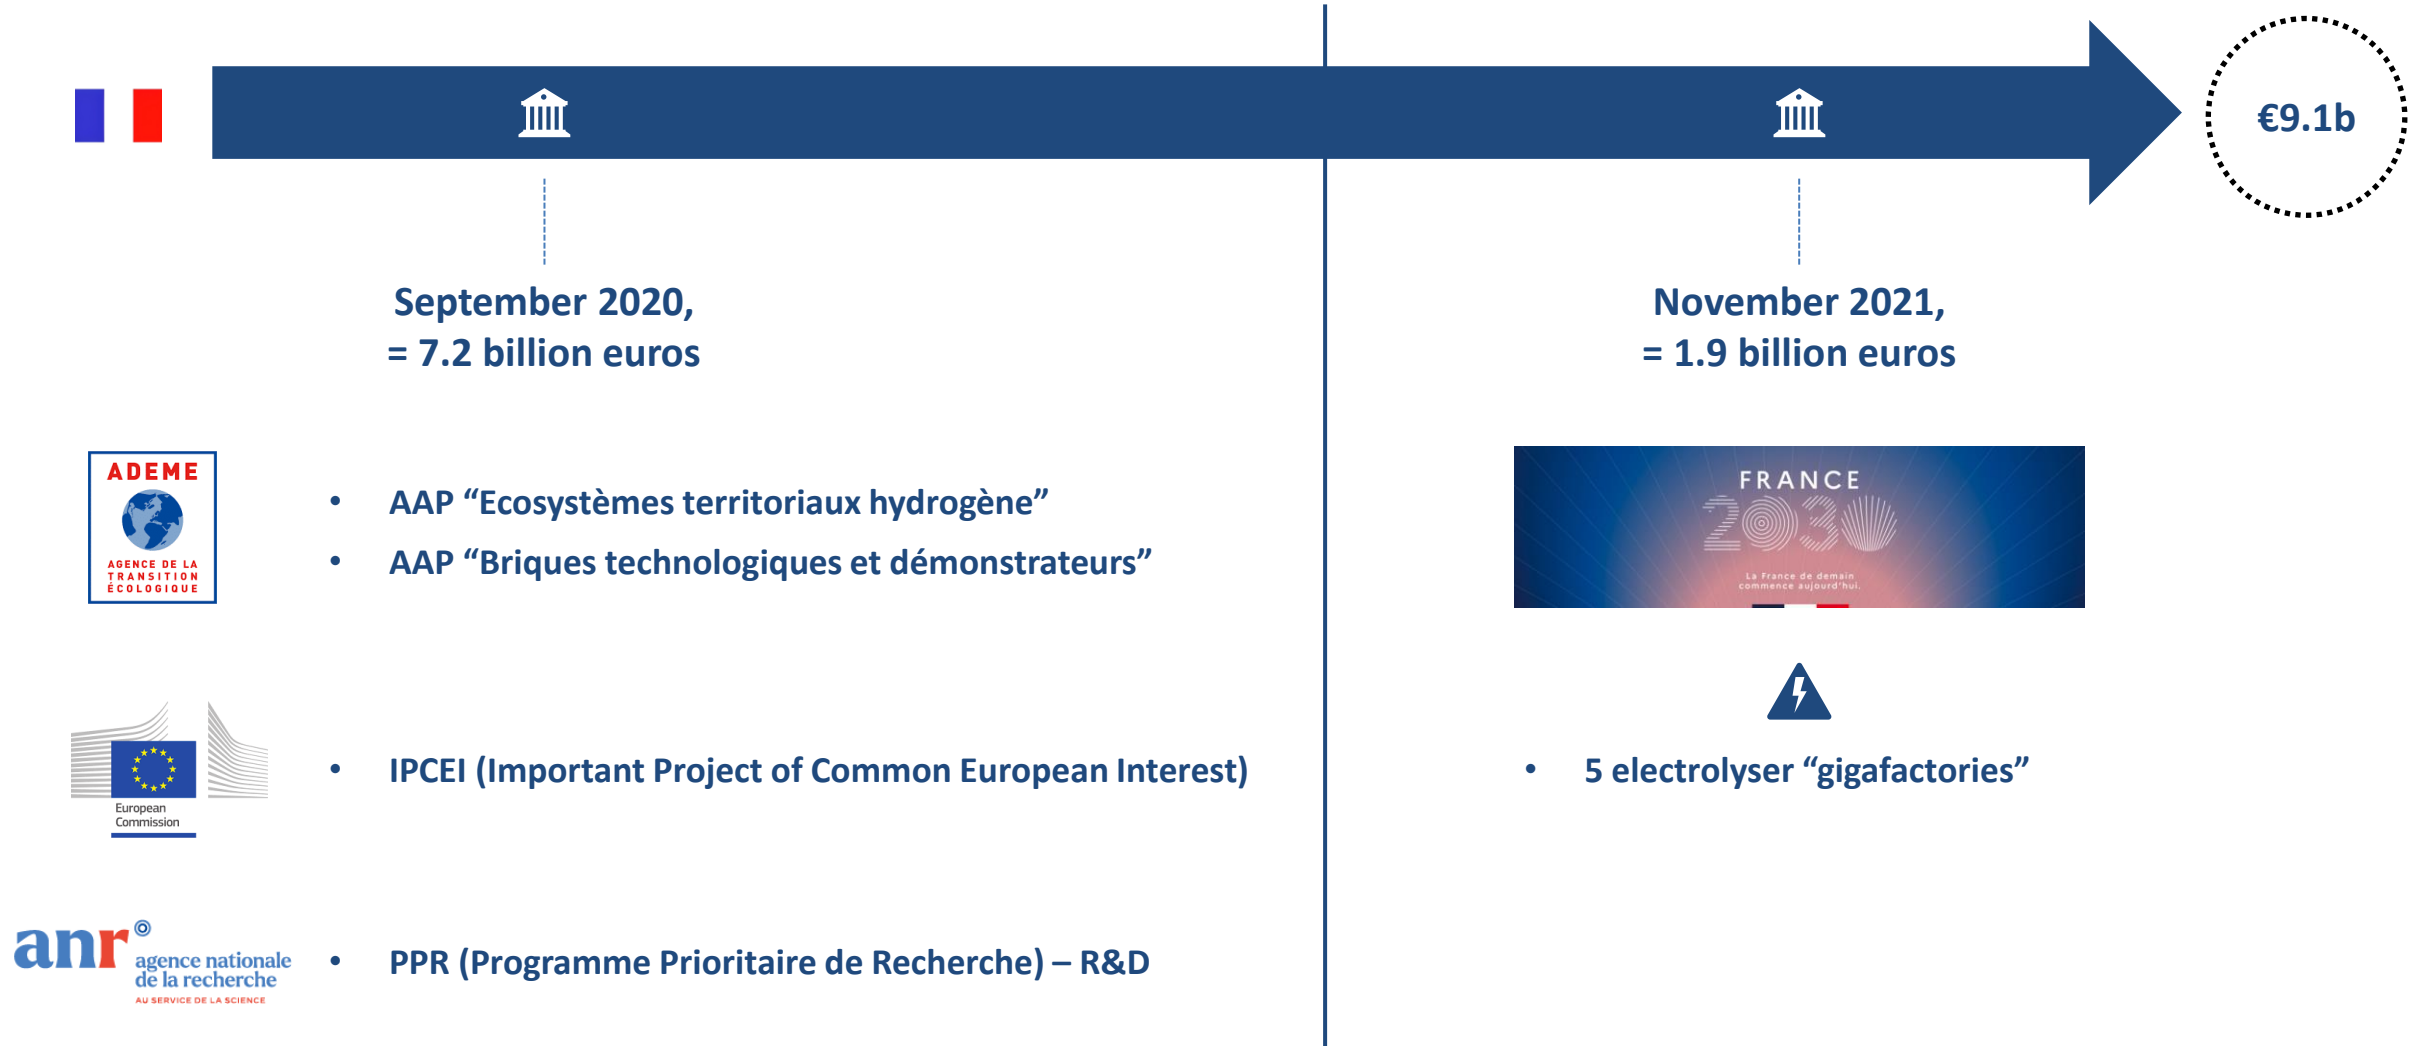 €9.1b
September 2020,
= 7.2 billion euros
November 2021,
= 1.9 billion euros
ADEME
AGENCE DE LA
TRANSITION
ÉCOLOGIQUE
• AAP “Ecosystèmes territoriaux hydrogène”
• AAP “Briques technologiques et démonstrateurs”
FRANCE
2030
La France de demain
commence aujourd'hui.
European
Commission
• IPCEI (Important Project of Common European Interest)
• 5 electrolyser “gigafactories”
anr
agence nationale
de la recherche
AU SERVICE DE LA SCIENCE
• PPR (Programme Prioritaire de Recherche) – R&D